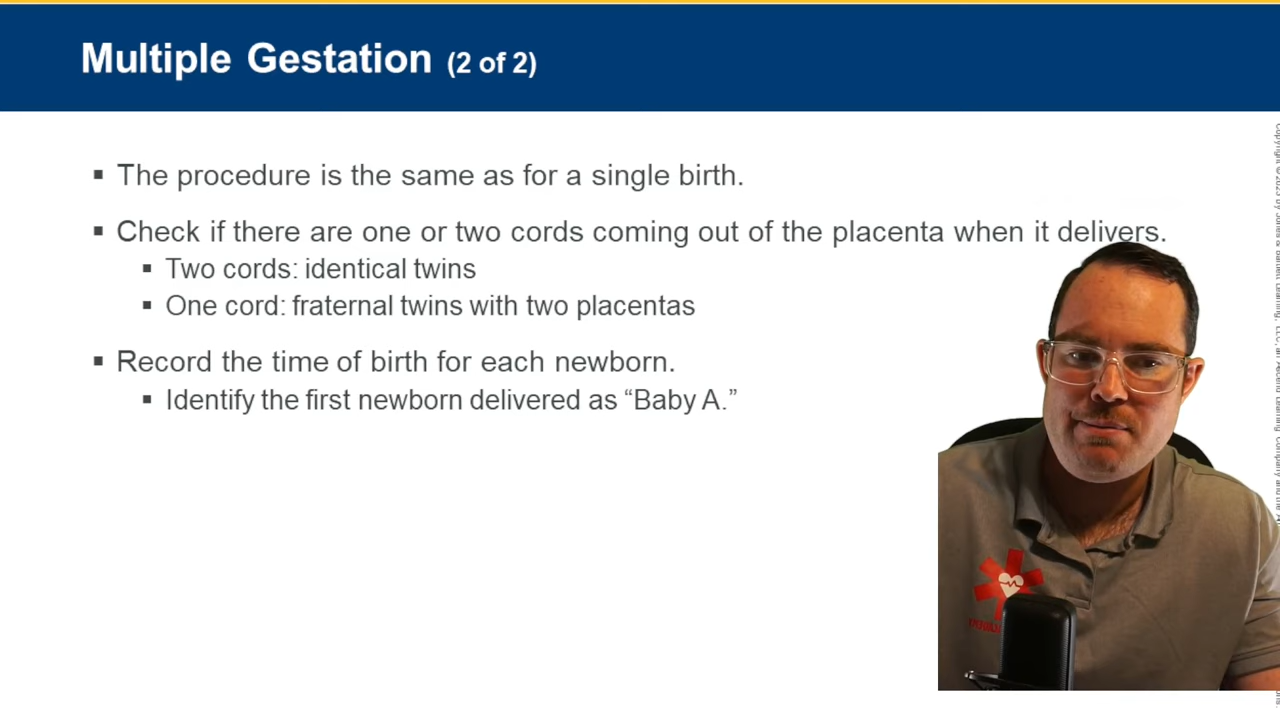 Multiple Gestation (2 of 2)
▪ The procedure is the same as for a single birth.
▪ Check if there are one or two cords coming out of the placenta when it delivers.
▪ Two cords: identical twins
▪ One cord: fraternal twins with two placentas
▪ Record the time of birth for each newborn.
▪ Identify the first newborn delivered as “Baby A.”